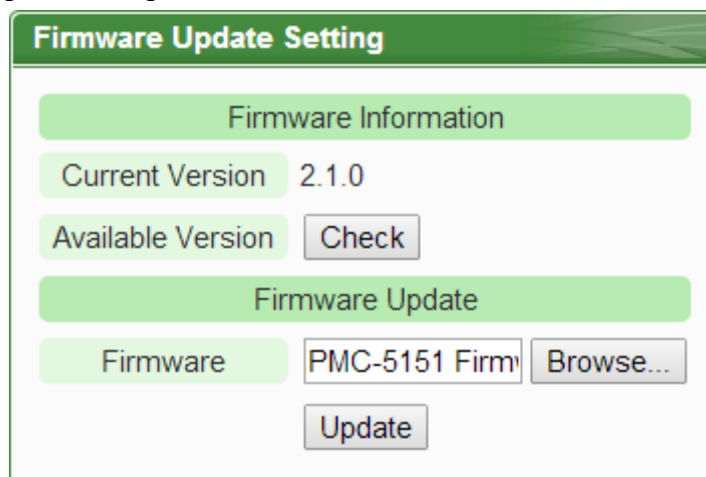 Firmware Update Setting
Firmware Information
Current Version 2.1.0
Available Version Check
Firmware Update
Firmware PMC-5151 Firm Browse...
Update